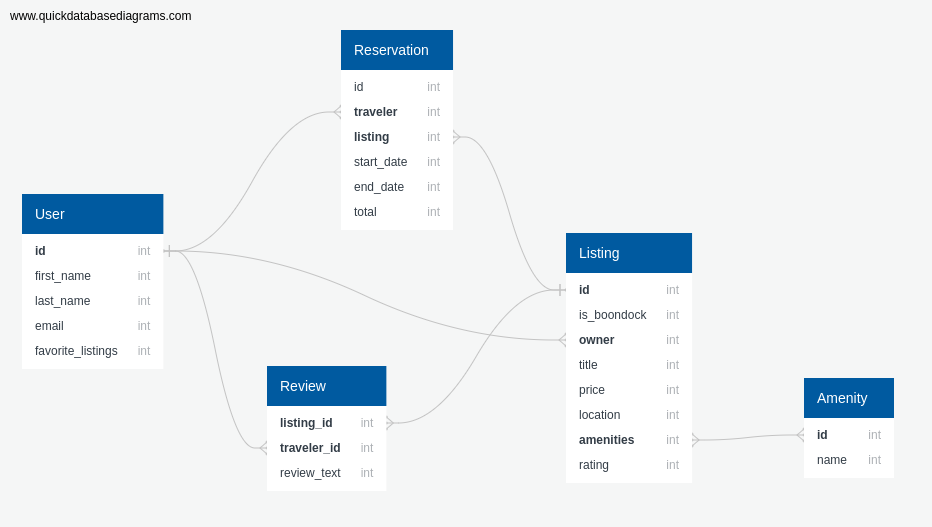 www.quickdatabasediagrams.com
Reservation
id int
traveler int
listing int
start_date int
end_date int
total int
User
id int
first_name int
last_name int
email int
favorite_listings int
Listing
id int
is_boondock int
owner int
title int
price int
location int
amenities int
rating int
Review
listing_id int
traveler_id int
review_text int
Amenity
id int
name int